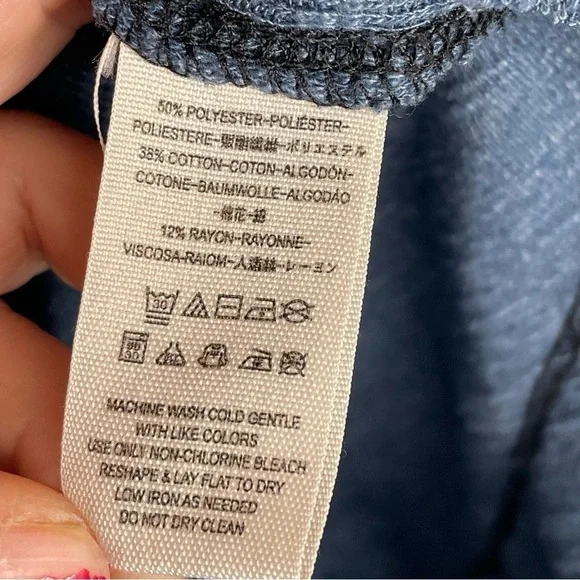 50% POLYESTER-POLIÉSTER-
POLIESTERE-聚酯纖維-ポリエステル
38% COTTON-COTON-ALGODÓN-
COTONE-BAUMWOLLE-ALGODÃO
-棉花-綿
12% RAYON-RAYONNE-
VISCOSA-RAIOM-人造絲-レーヨン
30
30
MACHINE WASH COLD GENTLE
WITH LIKE COLORS
USE ONLY NON-CHLORINE BLEACH
RESHAPE & LAY FLAT TO DRY
LOW IRON AS NEEDED
DO NOT DRY CLEAN